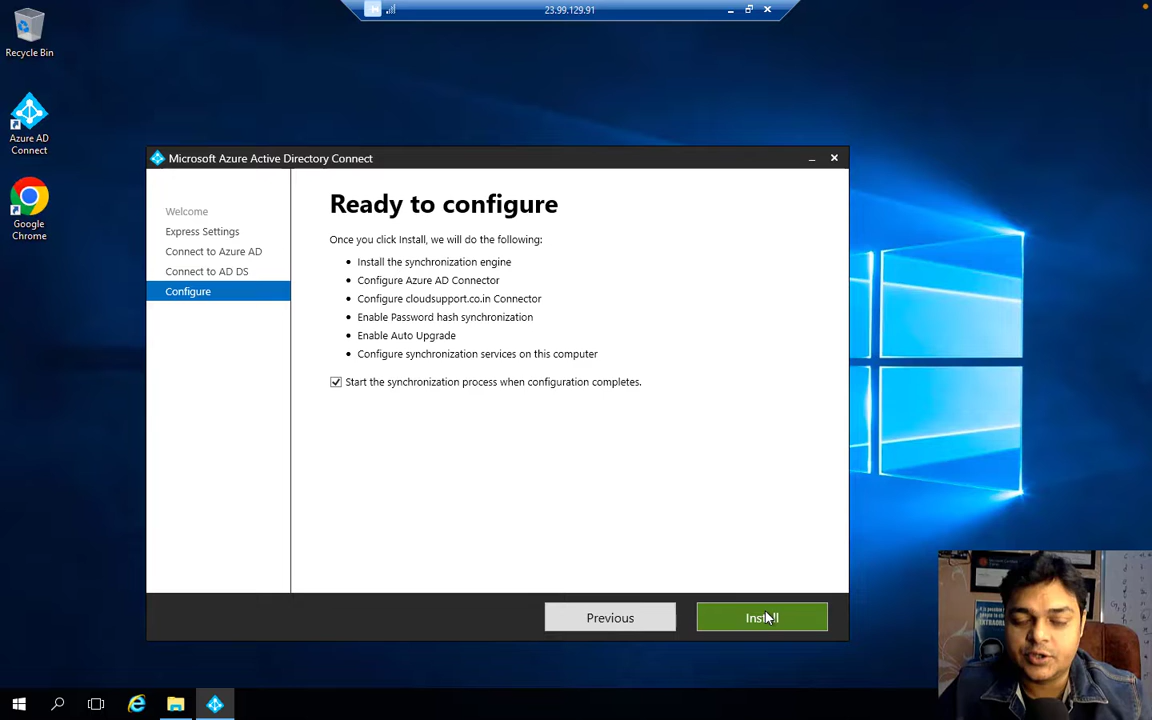 23.99.129.91
Recycle Bin
Azure AD
Connect
Google
Chrome
Microsoft Azure Active Directory Connect
Welcome
Express Settings
Connect to Azure AD
Connect to AD DS
Configure
Ready to configure
Once you click Install, we will do the following:
Install the synchronization engine
Configure Azure AD Connector
Configure cloudsupport.co.in Connector
Enable Password hash synchronization
Enable Auto Upgrade
Configure synchronization services on this computer
Start the synchronization process when configuration completes.
Previous
Install